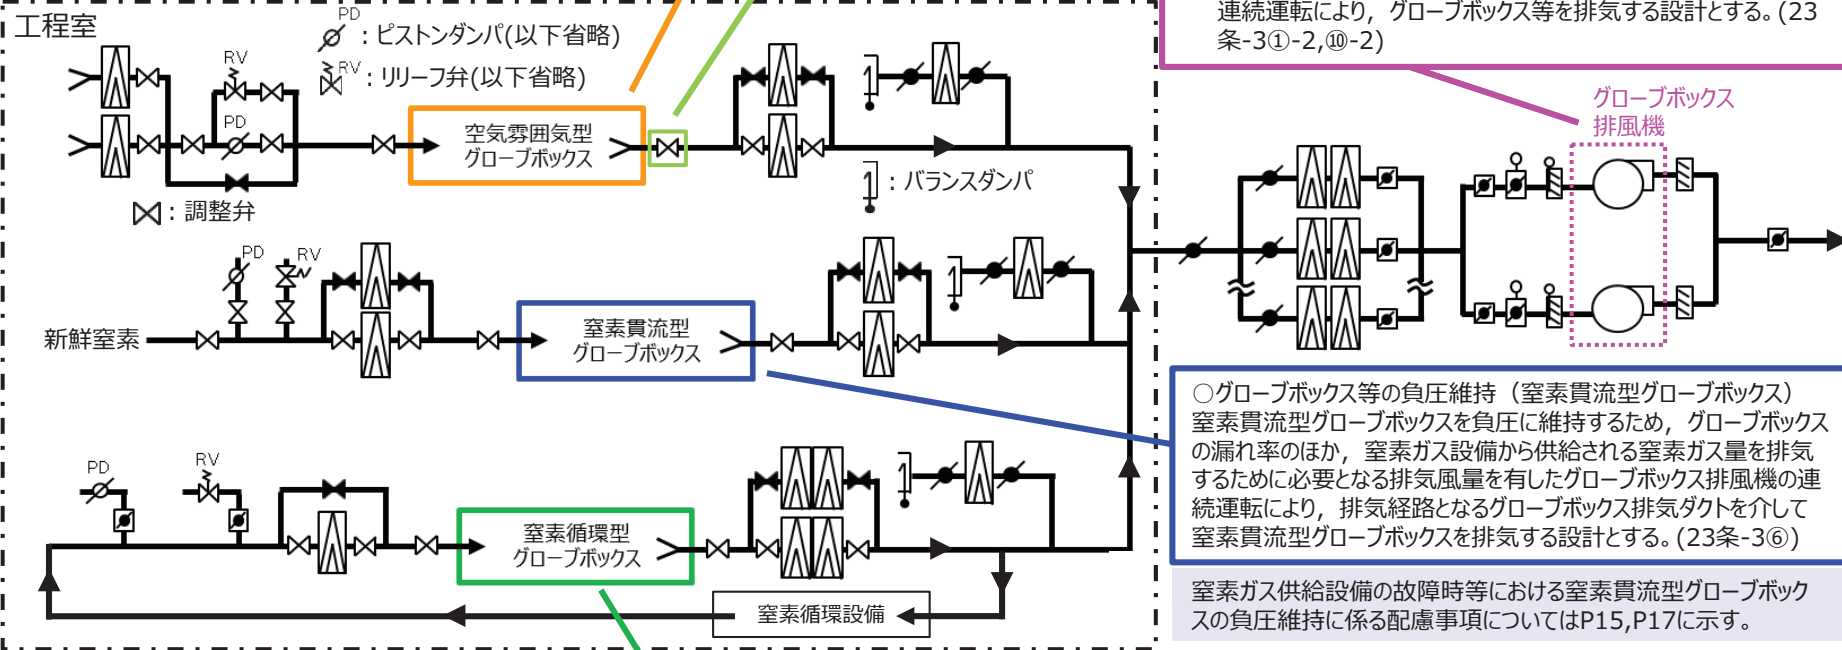 連続運転により，グローブボックス等を排気する設計とする。(23
条-3①-2,⑩-2)
工程室
PD
：ピストンダンパ(以下省略)
RV
RV
：リリーフ弁(以下省略)
PD
空気雰囲気型
グローブボックス
：調整弁
：バランスダンパ
グローブボックス
排風機
PD
RV
新鮮窒素
窒素貫流型
グローブボックス
○グローブボックス等の負圧維持（窒素貫流型グローブボックス）
窒素貫流型グローブボックスを負圧に維持するため，グローブボックス
の漏れ率のほか，窒素ガス設備から供給される窒素ガス量を排気
するために必要となる排気風量を有したグローブボックス排風機の連
続運転により，排気経路となるグローブボックス排気ダクトを介して
窒素貫流型グローブボックスを排気する設計とする。(23条-3⑥)
PD
RV
窒素循環型
グローブボックス
窒素循環設備
窒素ガス供給設備の故障時等における窒素貫流型グローブボック
スの負圧維持に係る配慮事項についてはP15,P17に示す。